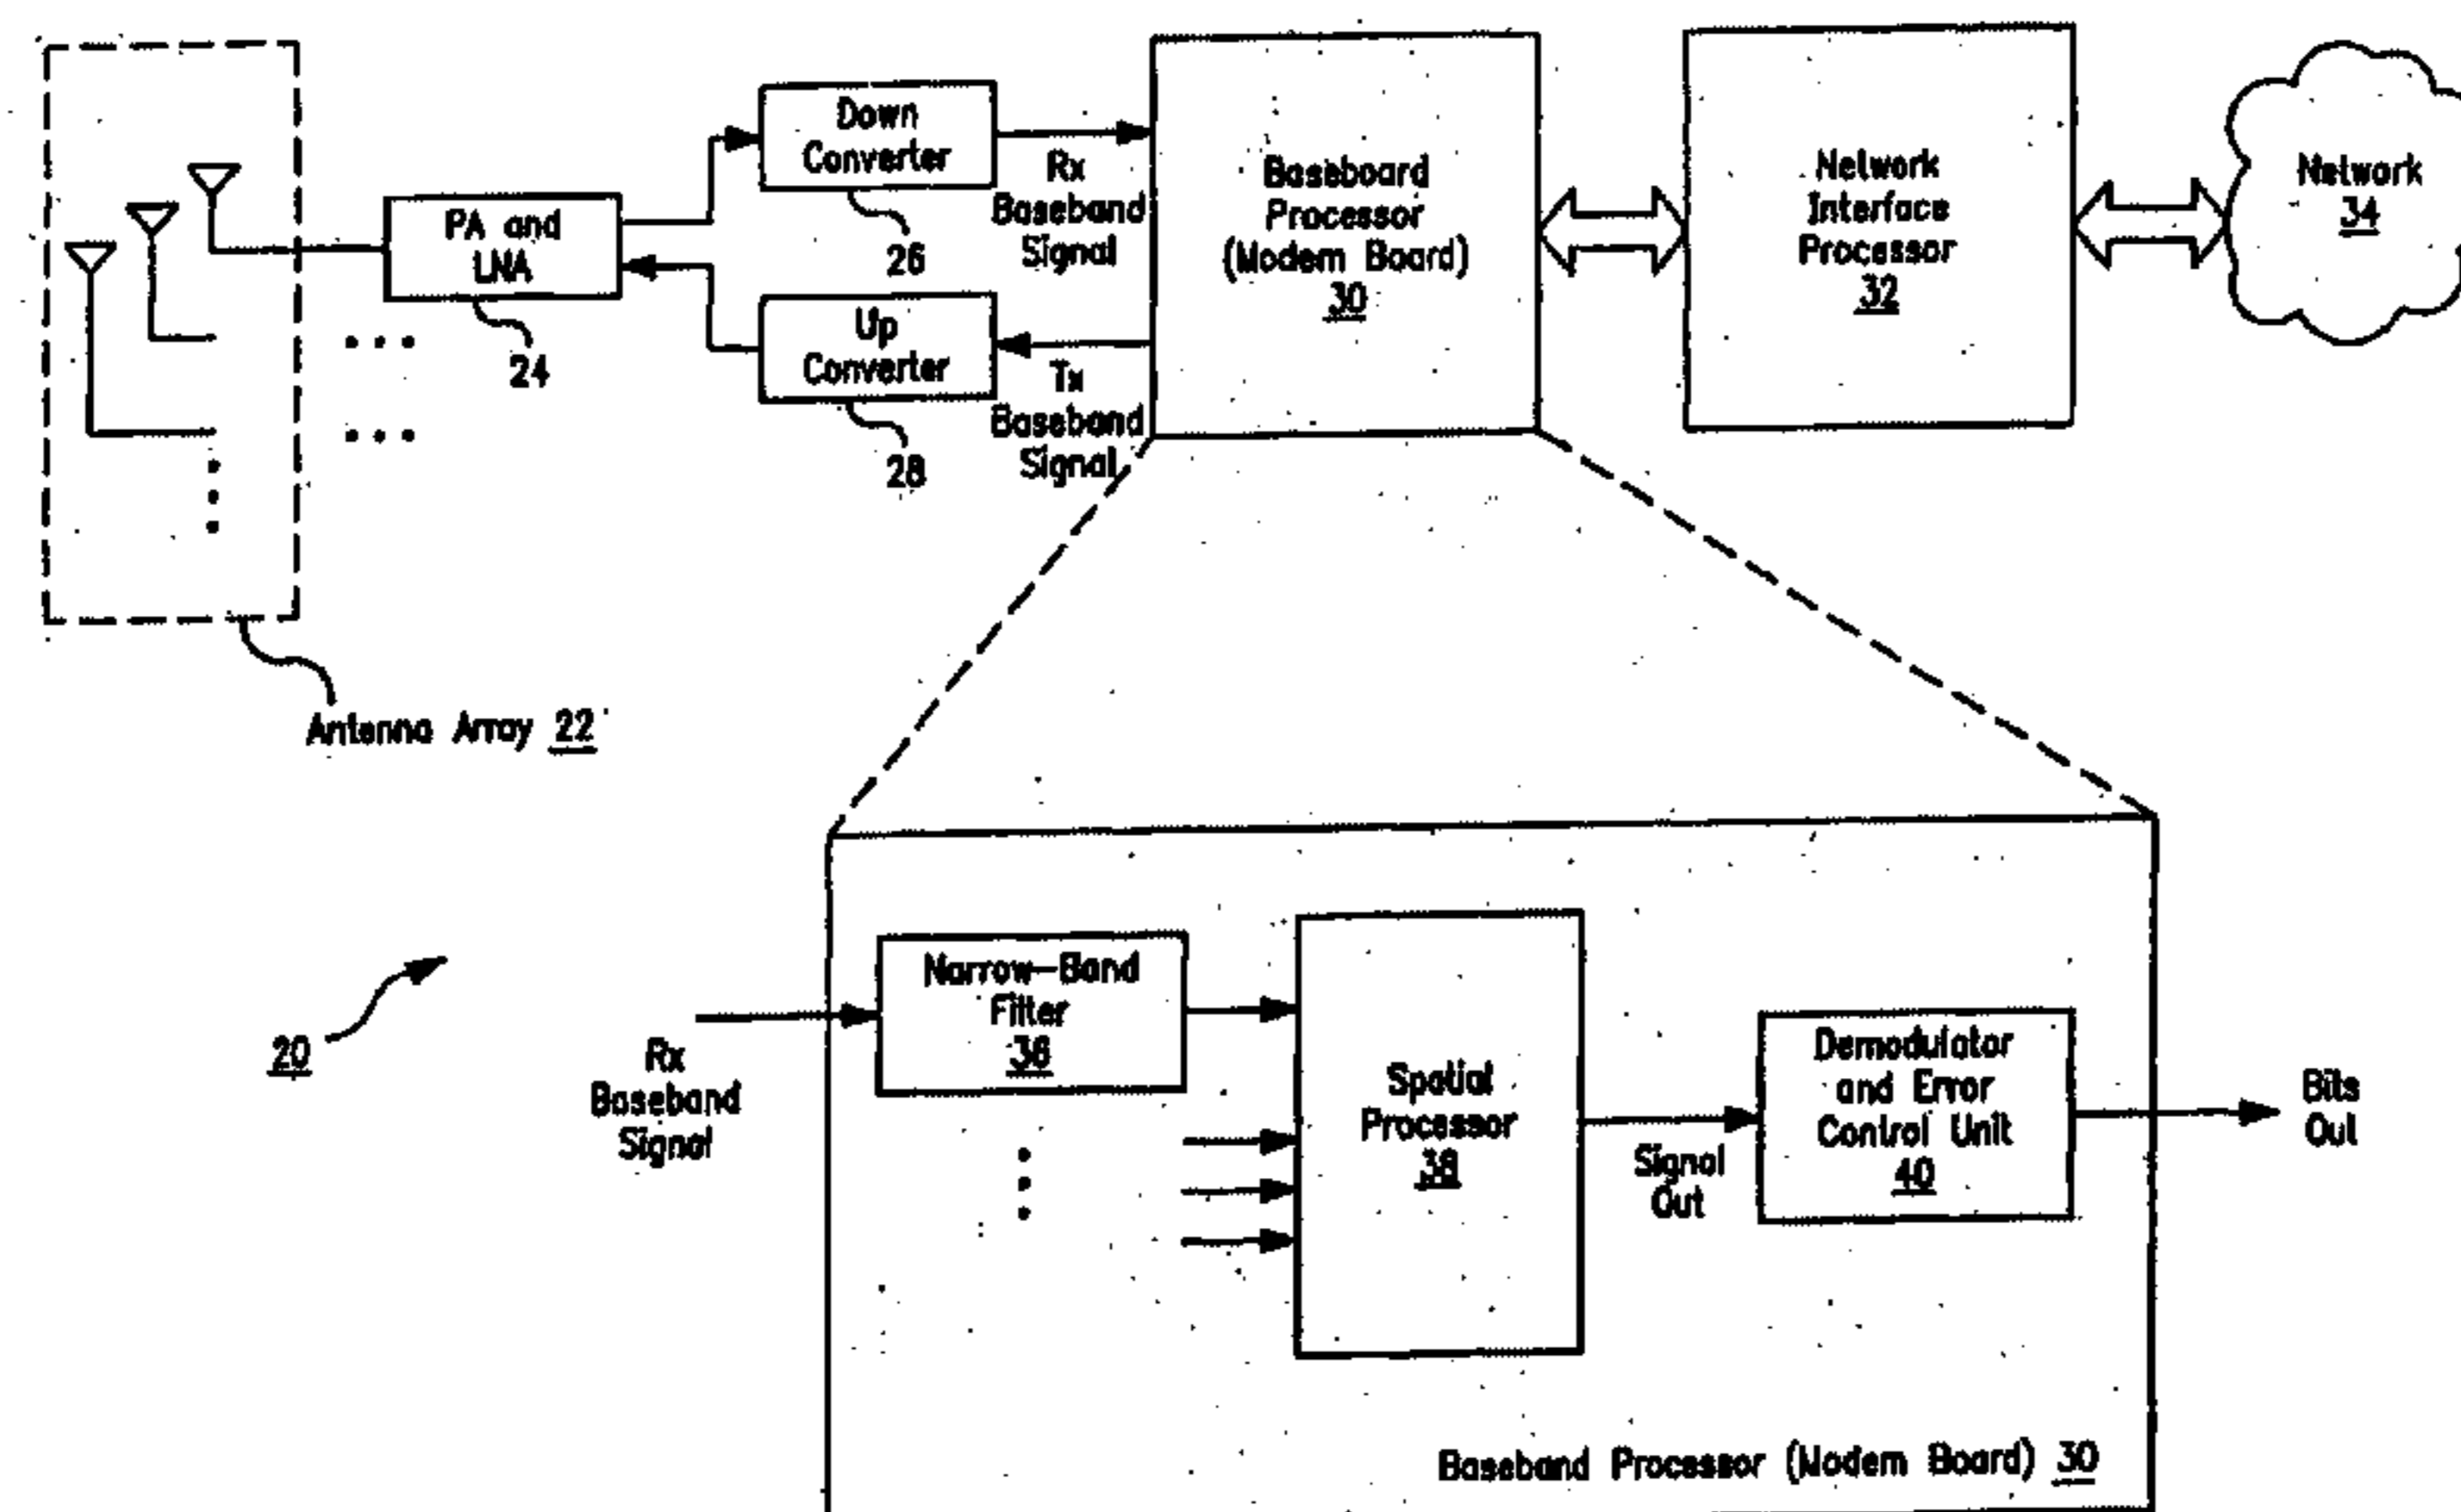 Down
Converter
26
Rx
Baseband
Signal
PA and
LNA
24
Up
Converter
28
Tx
Baseband
Signal
Baseboard
Processor
(Modem Board)
30
Network
Interface
Processor
32
Network
34
Antenna Array 22
20
Rx
Baseband
Signal
Narrow-Band
Filter
36
Spatial
Processor
38
Signal
Out
Demodulator
and Error
Control Unit
40
Bits
Out
Baseband Processor (Modem Board) 30